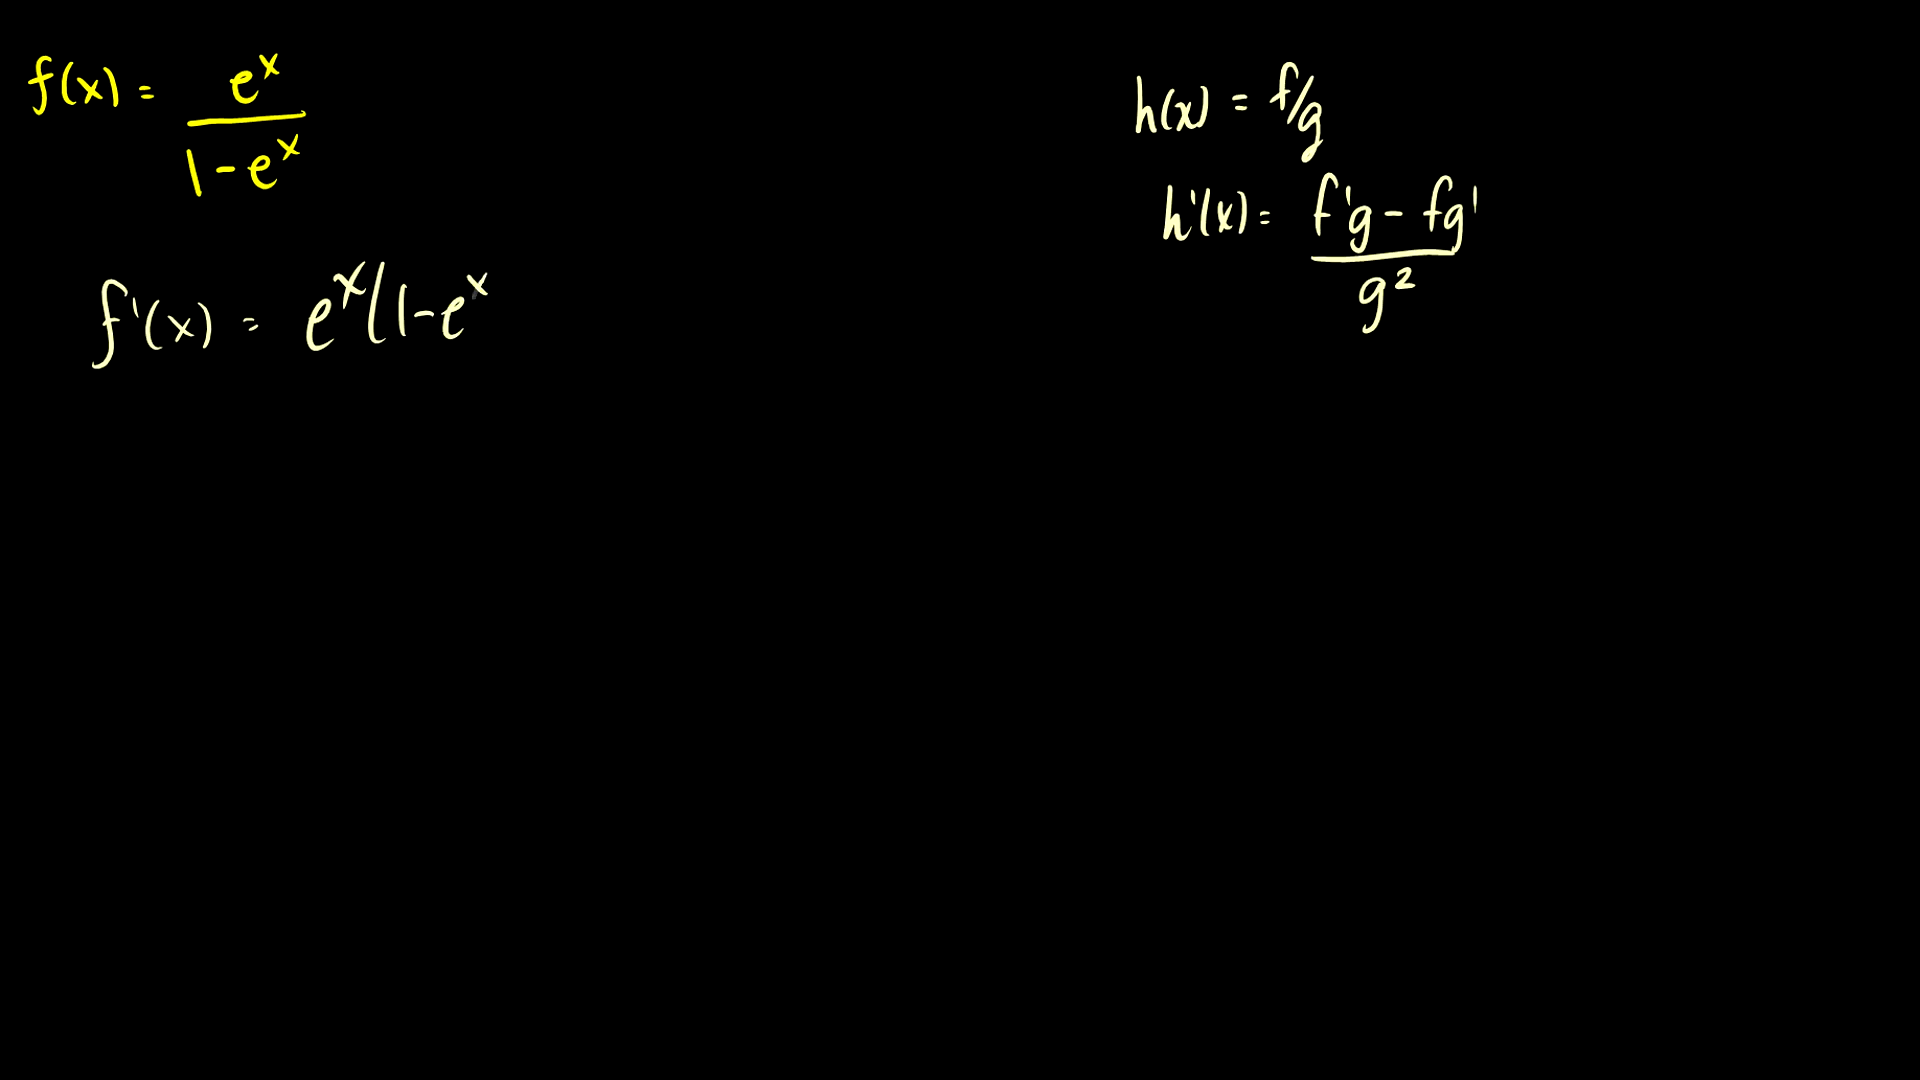 f(x) = e^x / (1 - e^x)
f'(x) = e^x(1-e^x
h(x) = f/g
h'(x) = (f'g - fg') / g^2